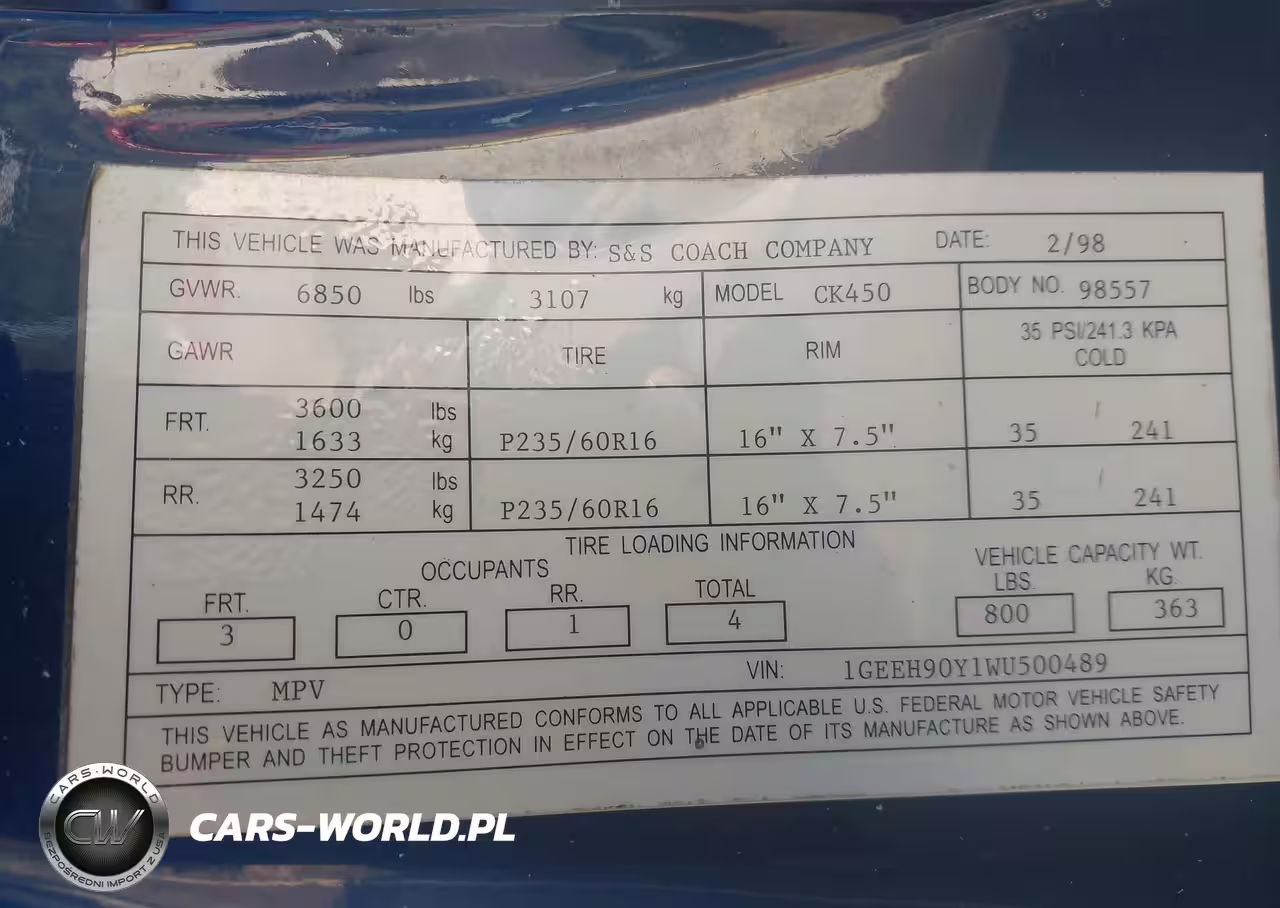 THIS VEHICLE WAS MANUFACTURED BY: S&S COACH COMPANY DATE: 2/98
GVWR. 6850 lbs 3107 kg MODEL CK450 BODY NO. 98557
GAWR TIRE RIM 35 PSI/241.3 KPA
COLD
FRT. 3600 lbs
1633 kg P235/60R16 16" X 7.5" 35 / 241
RR. 3250 lbs
1474 kg P235/60R16 16" X 7.5" 35 / 241
TIRE LOADING INFORMATION
OCCUPANTS VEHICLE CAPACITY WT.
FRT. CTR. RR. TOTAL LBS. KG.
3 0 1 4 800 363
TYPE: MPV VIN: 1GEEH90Y1WU500489
THIS VEHICLE AS MANUFACTURED CONFORMS TO ALL APPLICABLE U.S. FEDERAL MOTOR VEHICLE SAFETY
BUMPER AND THEFT PROTECTION IN EFFECT ON THE DATE OF ITS MANUFACTURE AS SHOWN ABOVE.
CARS-WORLD
CW
BEZPOŚREDNI IMPORT Z USA
CARS-WORLD.PL